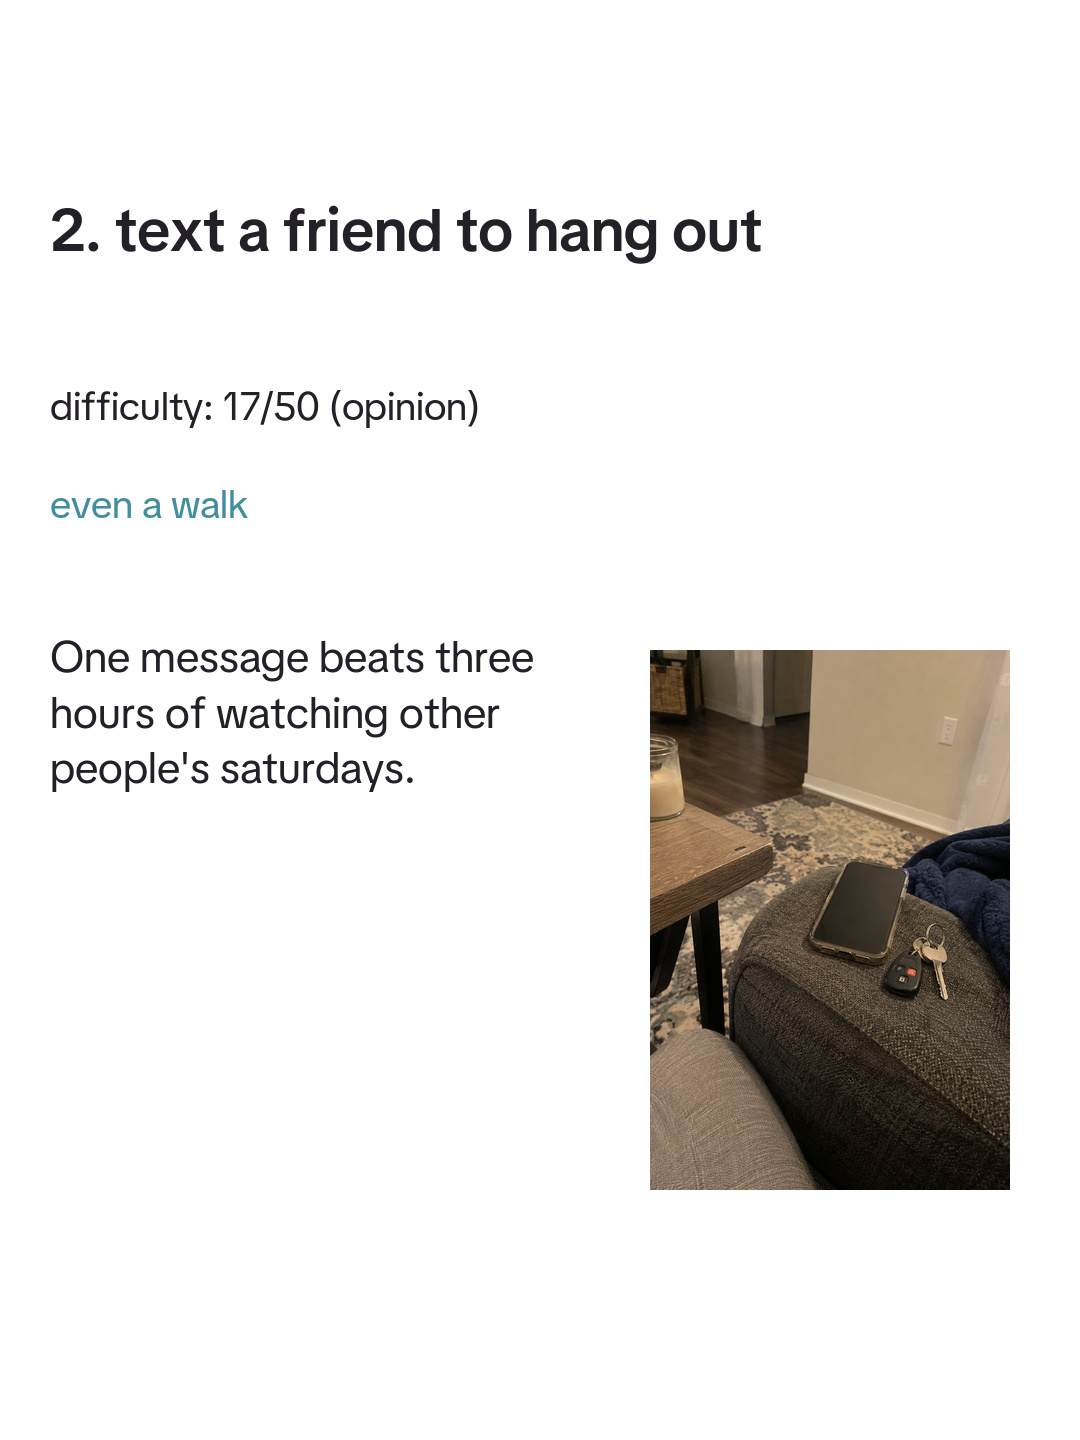 2. text a friend to hang out
difficulty: 17/50 (opinion)
even a walk
One message beats three
hours of watching other
people's saturdays.